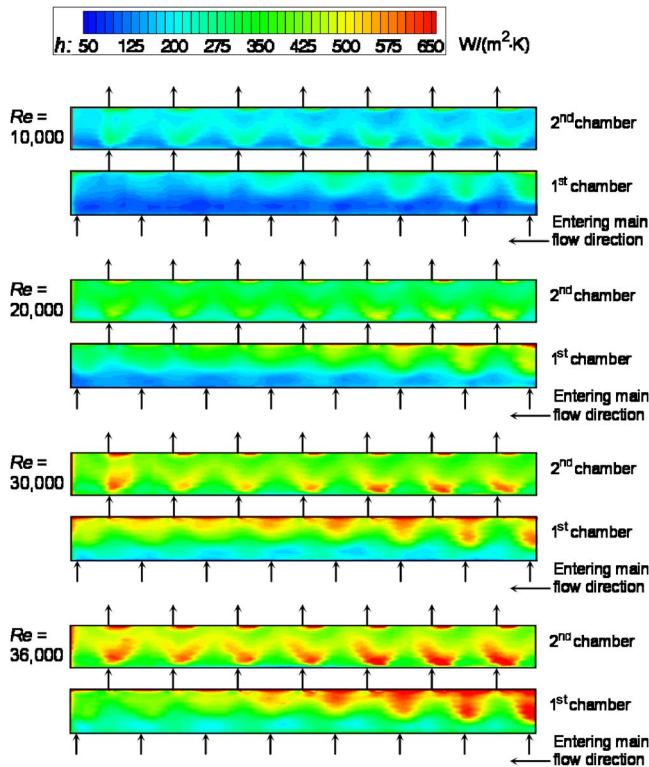 h: 50 125 200 275 350 425 500 575 650 W/(m²·K)
Re =
10,000
2nd chamber
1st chamber
Entering main
flow direction
Re =
20,000
2nd chamber
1st chamber
Entering main
flow direction
Re =
30,000
2nd chamber
1st chamber
Entering main
flow direction
Re =
36,000
2nd chamber
1st chamber
Entering main
flow direction